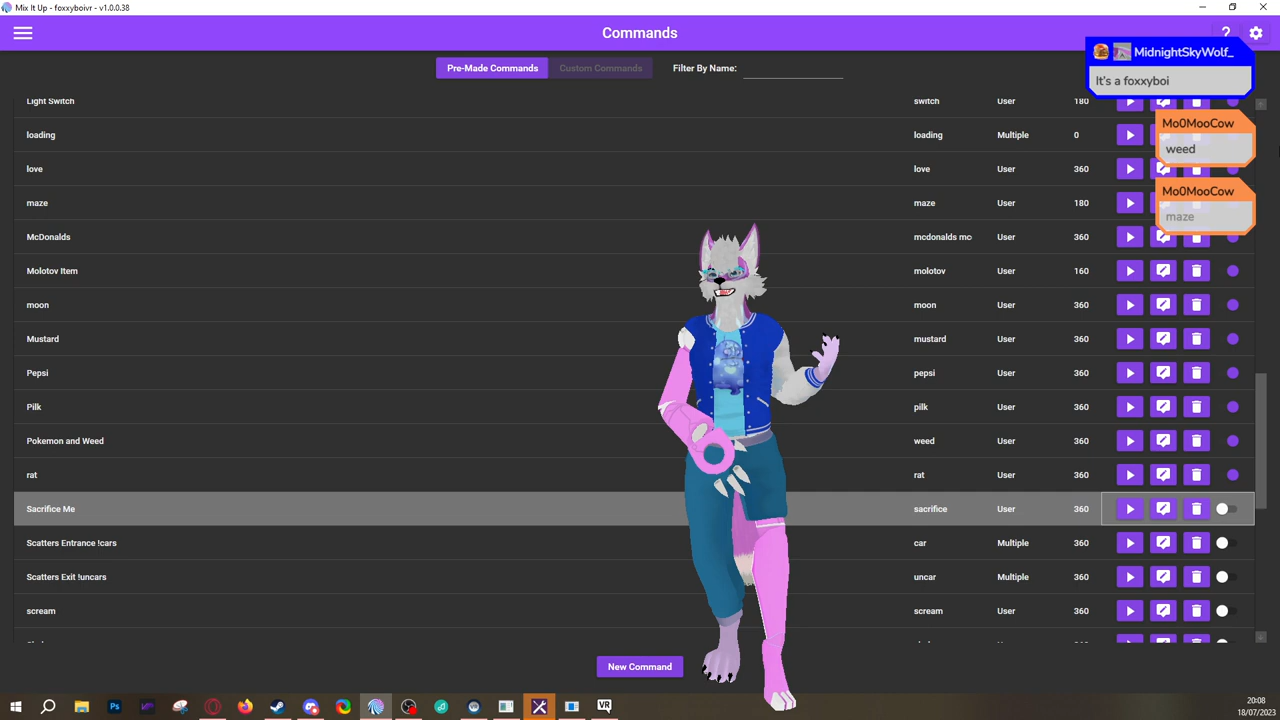 Mix It Up - foxxyboivr - v1.0.0.38
Commands
?
Pre-Made Commands
Custom Commands
Filter By Name:
MidnightSkyWolf_
It's a foxxyboi
Mo0MooCow
weed
Mo0MooCow
maze
Light Switch switch User 180
loading loading Multiple 0
love love User 360
maze maze User 180
McDonalds mcdonalds mo User 360
Molotov Item molotov User 160
moon moon User 360
Mustard mustard User 360
Pepsi pepsi User 360
Pilk pilk User 360
Pokemon and Weed weed User 360
rat rat User 360
Sacrifice Me sacrifice User 360
Scatters Entrance !cars car Multiple 360
Scatters Exit !uncars uncar Multiple 360
scream scream User 360
New Command
Ps
VR
20:08
18/07/2023